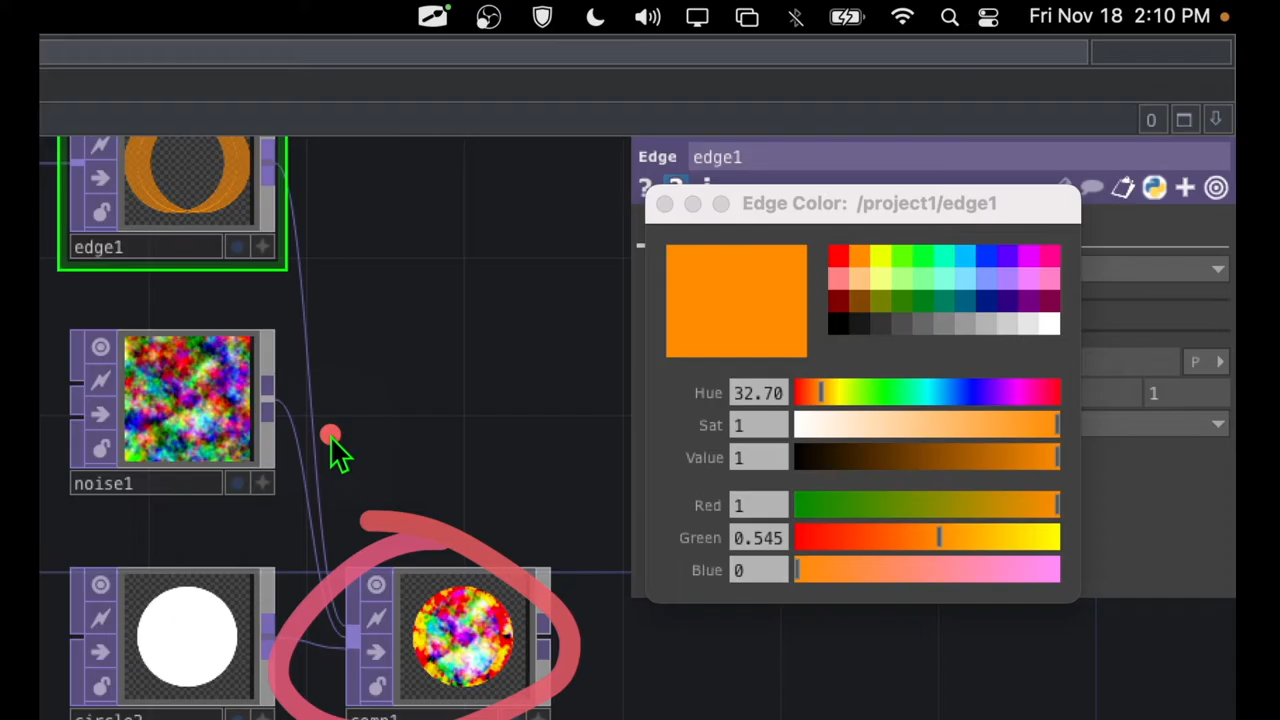 Fri Nov 18 2:10 PM
0
Edge edge1
Edge Color: /project1/edge1
edge1
P
Hue 32.70
1
Sat 1
Value 1
noise1
Red 1
Green 0.545
Blue 0